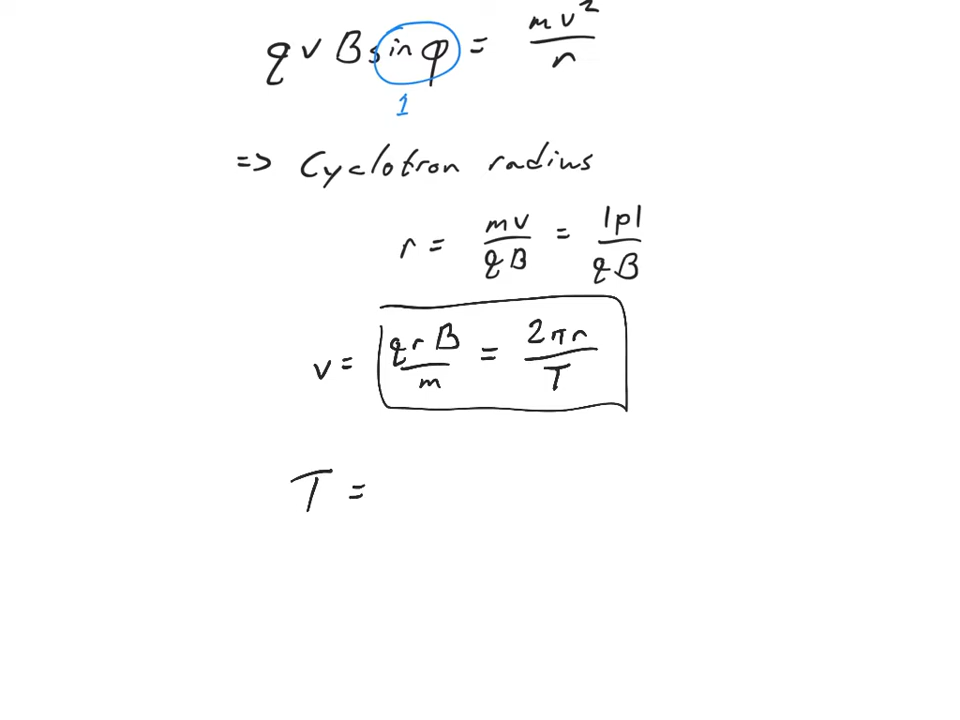 q v B sin φ = mv²/r
1
=> Cyclotron radius
r = mv/qB = |p|/qB
v = qrB/m = 2πr/T
T =